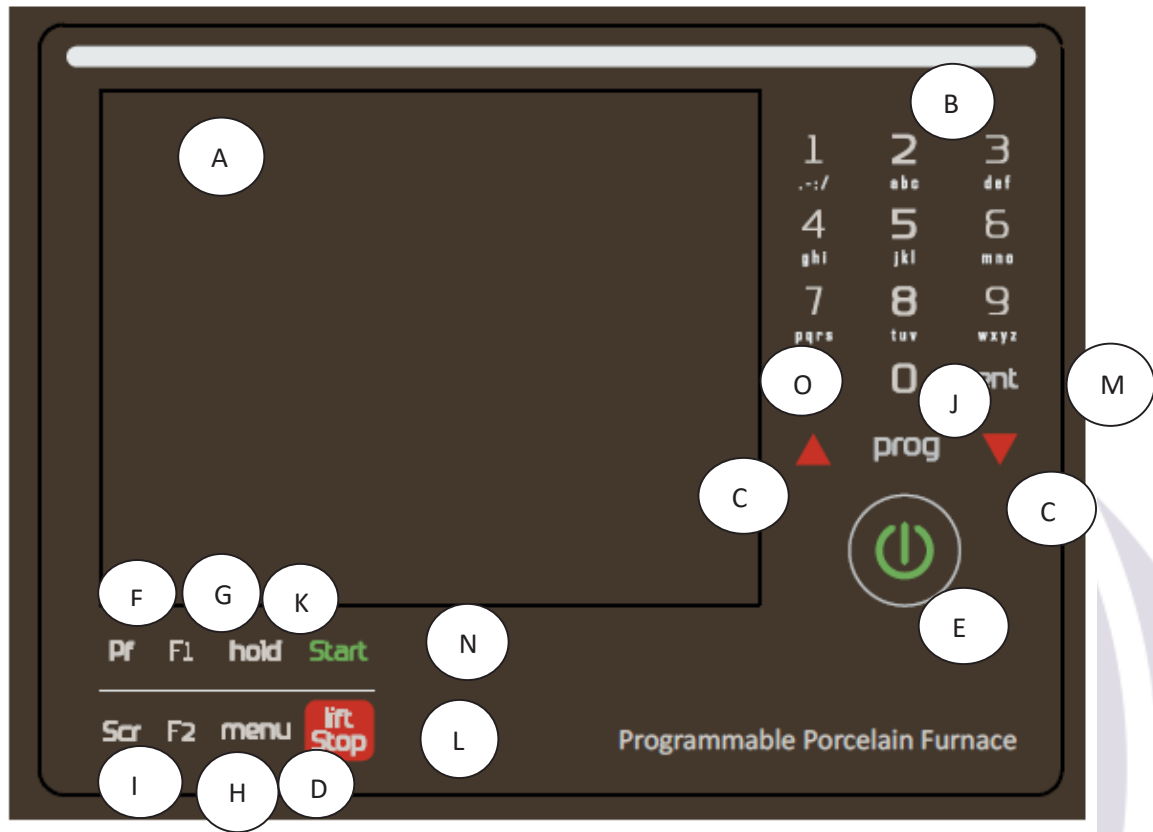 B
A
1 2 3
.-:/ abc def
4 5 6
ghi jkl mno
7 8 9
pqrs tuv wxyz
O 0 J M
prog
C C
F G K
N E
Pf F1 hold Start
Scr F2 menu lift Stop
L
Programmable Porcelain Furnace
I H D